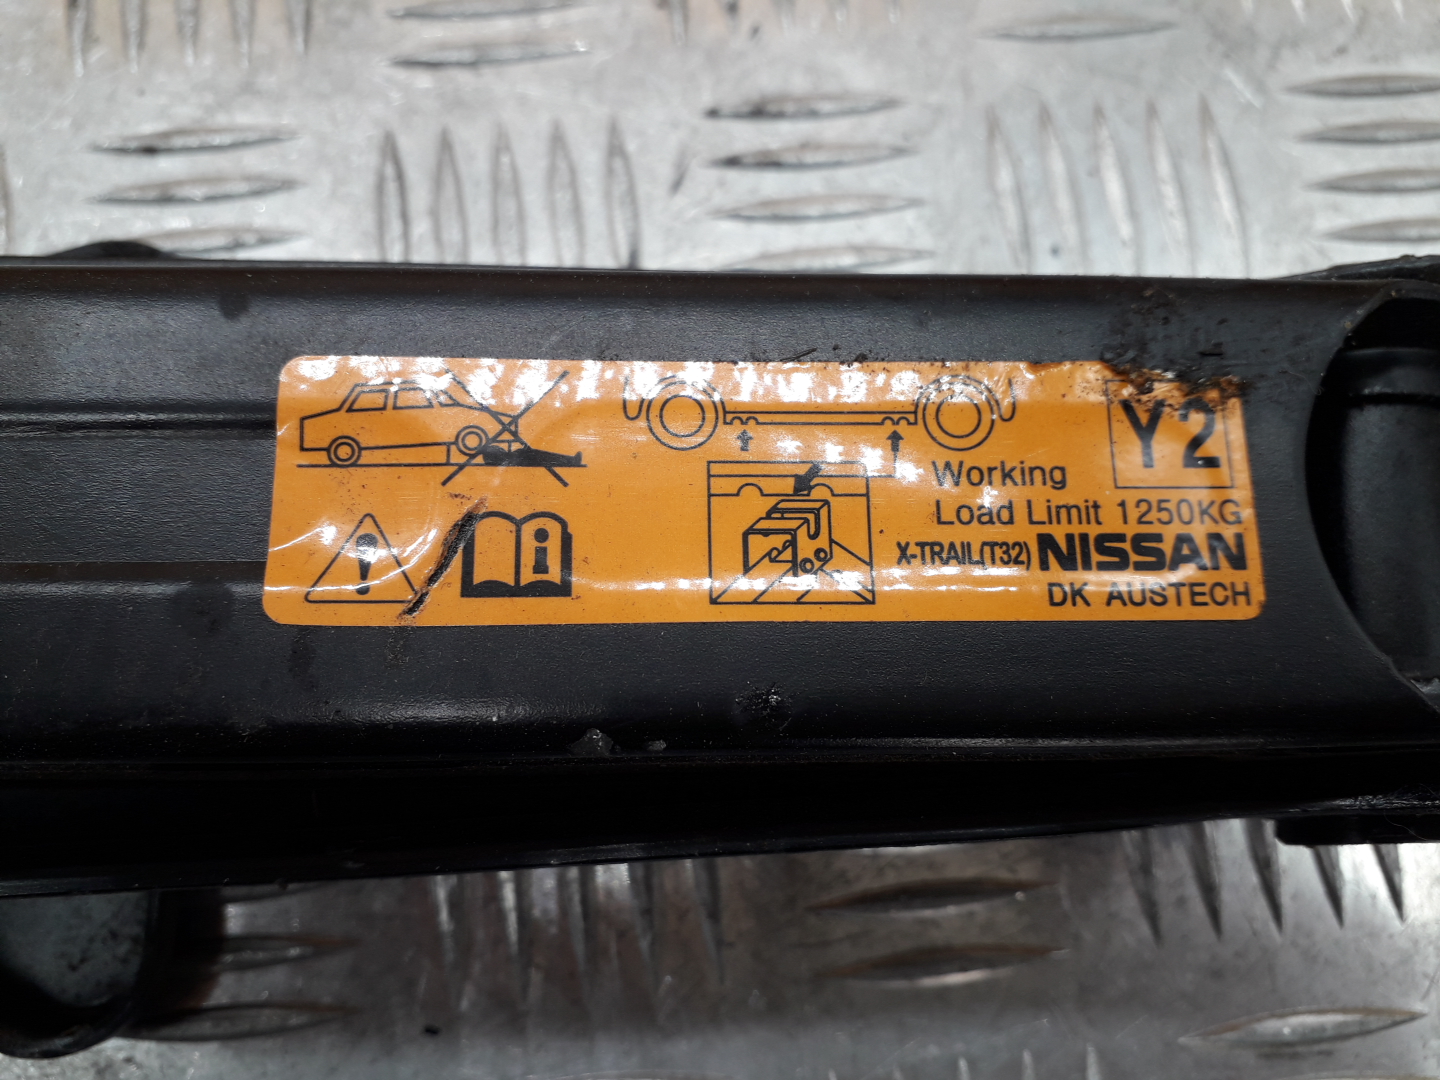 Y2
Working
Load Limit 1250KG
X-TRAIL(T32) NISSAN
DK AUSTECH